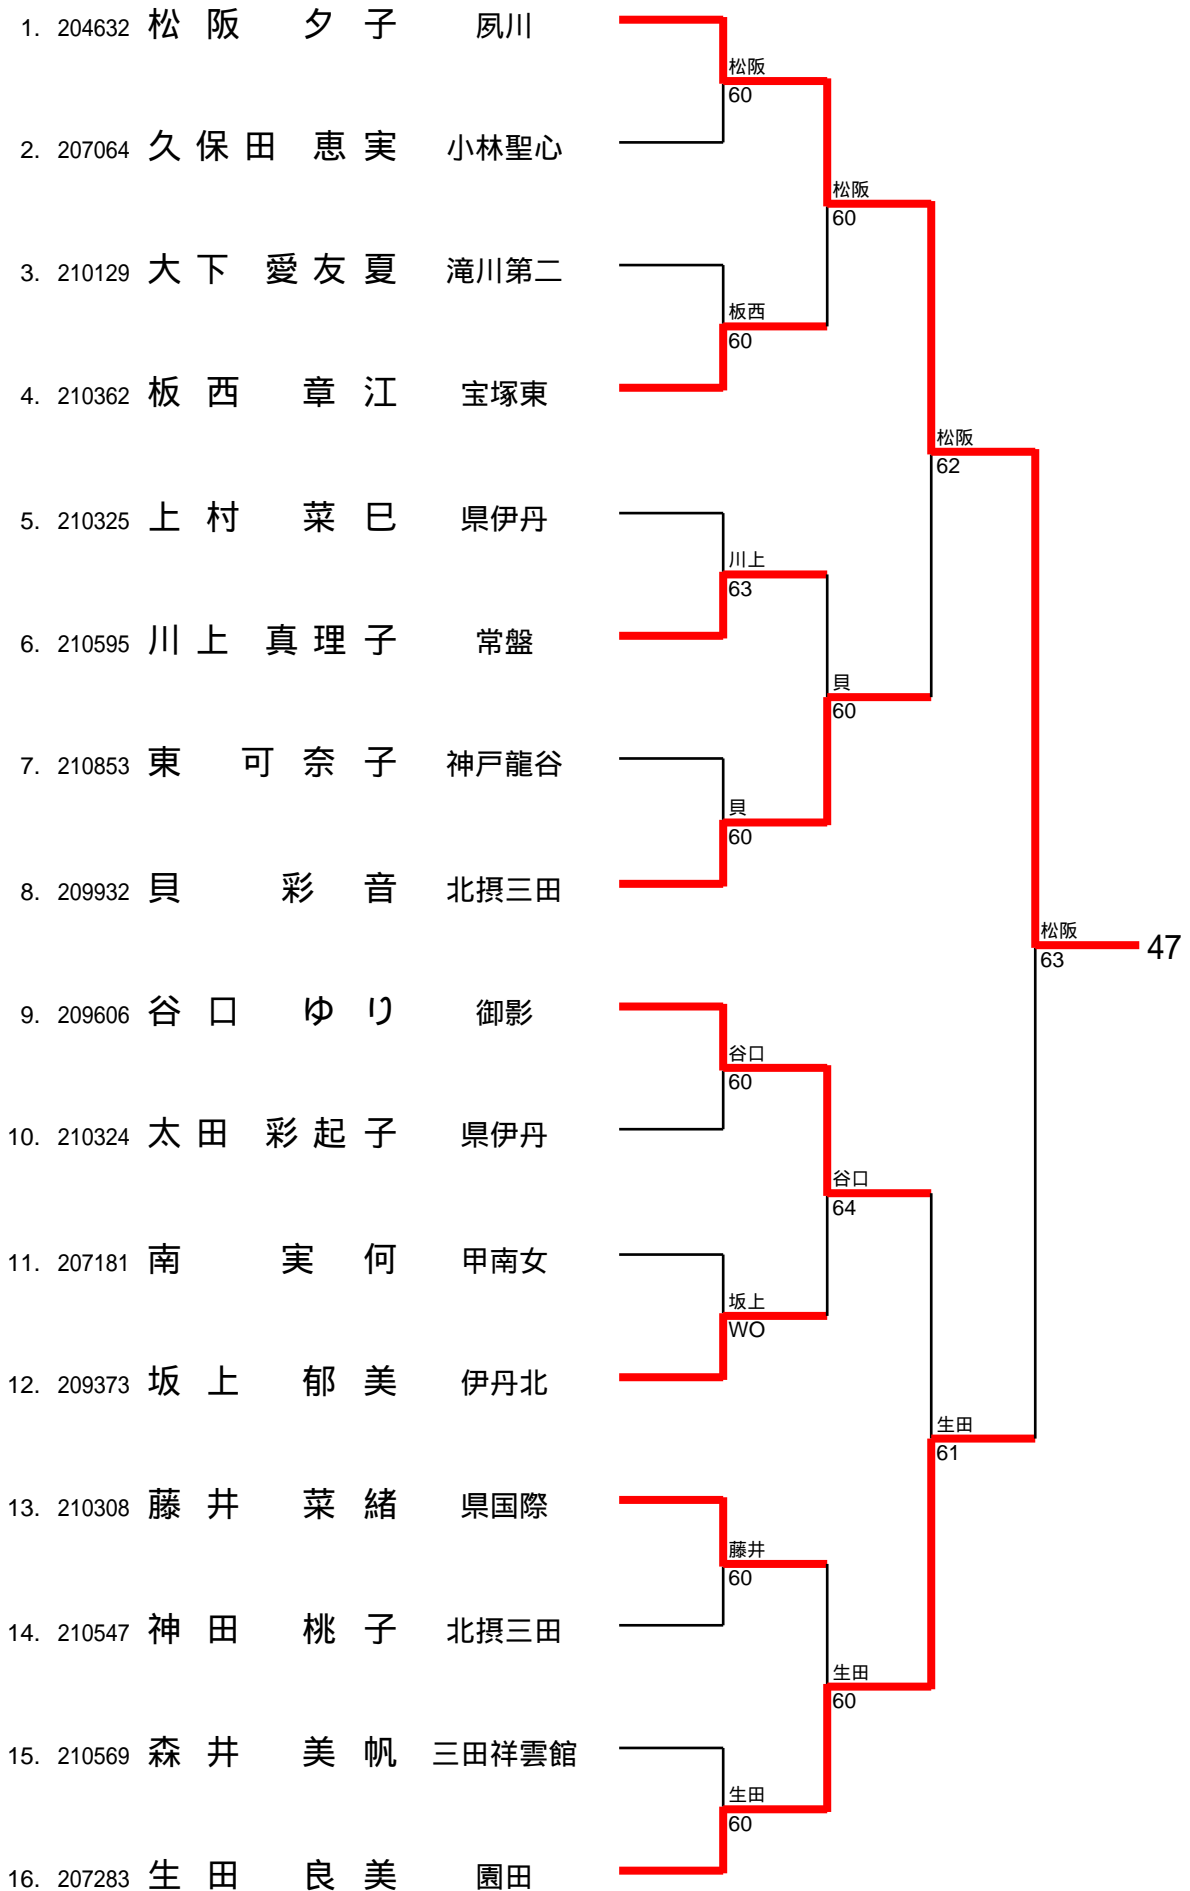 1. 204632 松阪 夕子 夙川
松阪
60
2. 207064 久保田 恵実 小林聖心
松阪
60
3. 210129 大下 愛友夏 滝川第二
板西
60
4. 210362 板西 章江 宝塚東
松阪
62
5. 210325 上村 菜巳 県伊丹
川上
63
6. 210595 川上 真理子 常盤
貝
60
7. 210853 東 可奈子 神戸龍谷
貝
60
8. 209932 貝 彩音 北摂三田
松阪
63
47
9. 209606 谷口 ゆり 御影
谷口
60
10. 210324 太田 彩起子 県伊丹
谷口
64
11. 207181 南 実何 甲南女
坂上
WO
12. 209373 坂上 郁美 伊丹北
生田
61
13. 210308 藤井 菜緒 県国際
藤井
60
14. 210547 神田 桃子 北摂三田
生田
60
15. 210569 森井 美帆 三田祥雲館
生田
60
16. 207283 生田 良美 園田